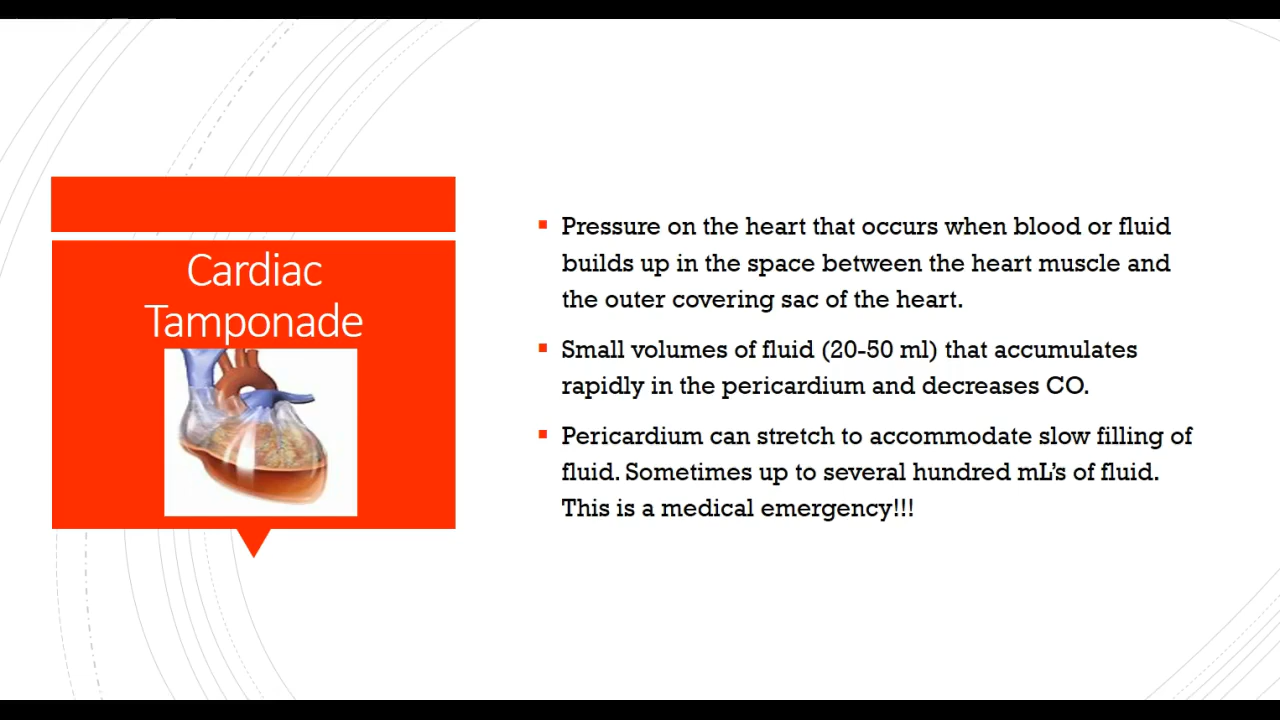 Cardiac
Tamponade
Pressure on the heart that occurs when blood or fluid
builds up in the space between the heart muscle and
the outer covering sac of the heart.
Small volumes of fluid (20-50 ml) that accumulates
rapidly in the pericardium and decreases CO.
Pericardium can stretch to accommodate slow filling of
fluid. Sometimes up to several hundred mL’s of fluid.
This is a medical emergency!!!